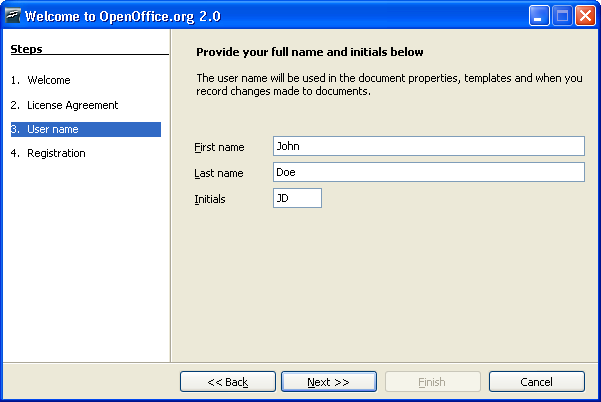 Welcome to OpenOffice.org 2.0
Steps
1. Welcome
2. License Agreement
3. User name
4. Registration
Provide your full name and initials below
The user name will be used in the document properties, templates and when you
record changes made to documents.
First name John
Last name Doe
Initials JD
<< Back Next >> Finish Cancel